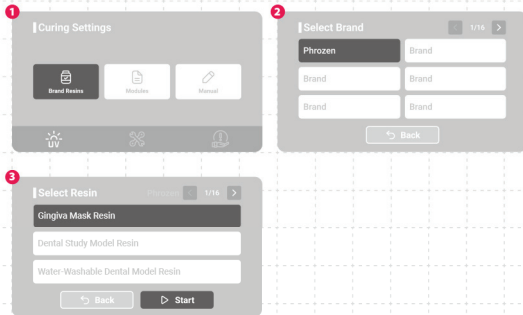 1
Curing Settings
Brand Resins
Modules
Manual
UV
2
Select Brand
1/16
Phrozen
Brand
Brand
Brand
Brand
Brand
Back
3
Select Resin
Phrozen
1/16
Gingiva Mask Resin
Dental Study Model Resin
Water-Washable Dental Model Resin
Back
Start